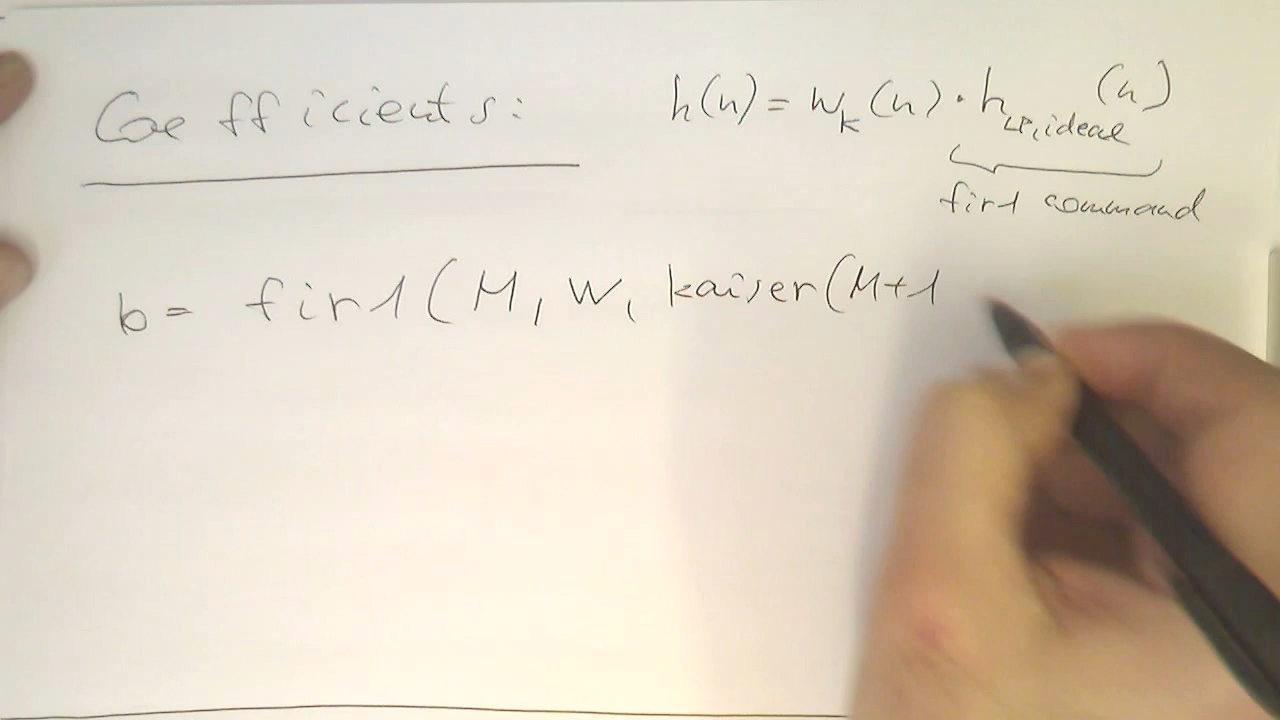 Coefficients:
h(n) = w_K(n) · h_LP,ideal(n)
fir1 command
b = fir1(M, W, kaiser(M+1